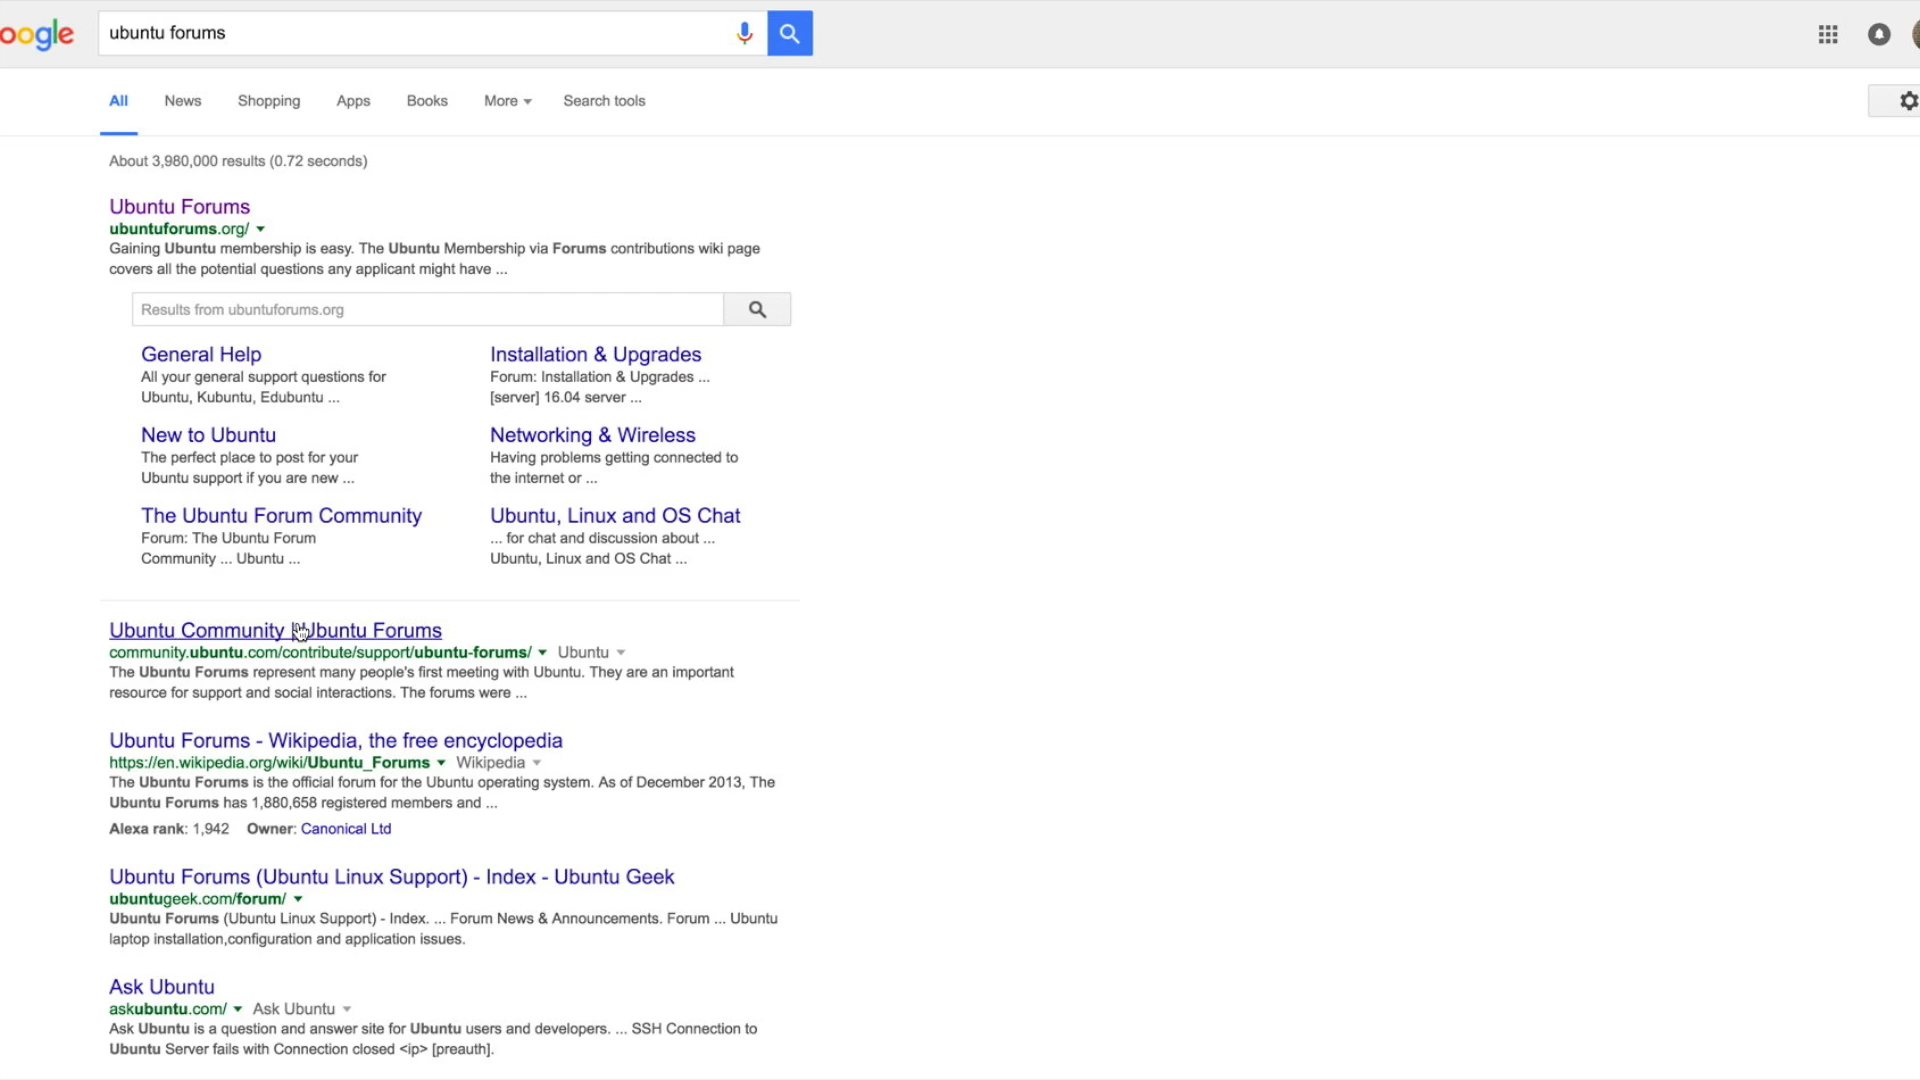 oogle
ubuntu forums
All News Shopping Apps Books More Search tools
About 3,980,000 results (0.72 seconds)
Ubuntu Forums
ubuntuforums.org/
Gaining Ubuntu membership is easy. The Ubuntu Membership via Forums contributions wiki page
covers all the potential questions any applicant might have ...
Results from ubuntuforums.org
General Help
All your general support questions for
Ubuntu, Kubuntu, Edubuntu ...
Installation & Upgrades
Forum: Installation & Upgrades ...
[server] 16.04 server ...
New to Ubuntu
The perfect place to post for your
Ubuntu support if you are new ...
Networking & Wireless
Having problems getting connected to
the internet or ...
The Ubuntu Forum Community
Forum: The Ubuntu Forum
Community ... Ubuntu ...
Ubuntu, Linux and OS Chat
... for chat and discussion about ...
Ubuntu, Linux and OS Chat ...
Ubuntu Community | Ubuntu Forums
community.ubuntu.com/contribute/support/ubuntu-forums/ Ubuntu
The Ubuntu Forums represent many people's first meeting with Ubuntu. They are an important
resource for support and social interactions. The forums were ...
Ubuntu Forums - Wikipedia, the free encyclopedia
https://en.wikipedia.org/wiki/Ubuntu_Forums Wikipedia
The Ubuntu Forums is the official forum for the Ubuntu operating system. As of December 2013, The
Ubuntu Forums has 1,880,658 registered members and ...
Alexa rank: 1,942 Owner: Canonical Ltd
Ubuntu Forums (Ubuntu Linux Support) - Index - Ubuntu Geek
ubuntugeek.com/forum/
Ubuntu Forums (Ubuntu Linux Support) - Index. ... Forum News & Announcements. Forum ... Ubuntu
laptop installation,configuration and application issues.
Ask Ubuntu
askubuntu.com/ Ask Ubuntu
Ask Ubuntu is a question and answer site for Ubuntu users and developers. ... SSH Connection to
Ubuntu Server fails with Connection closed <ip> [preauth].